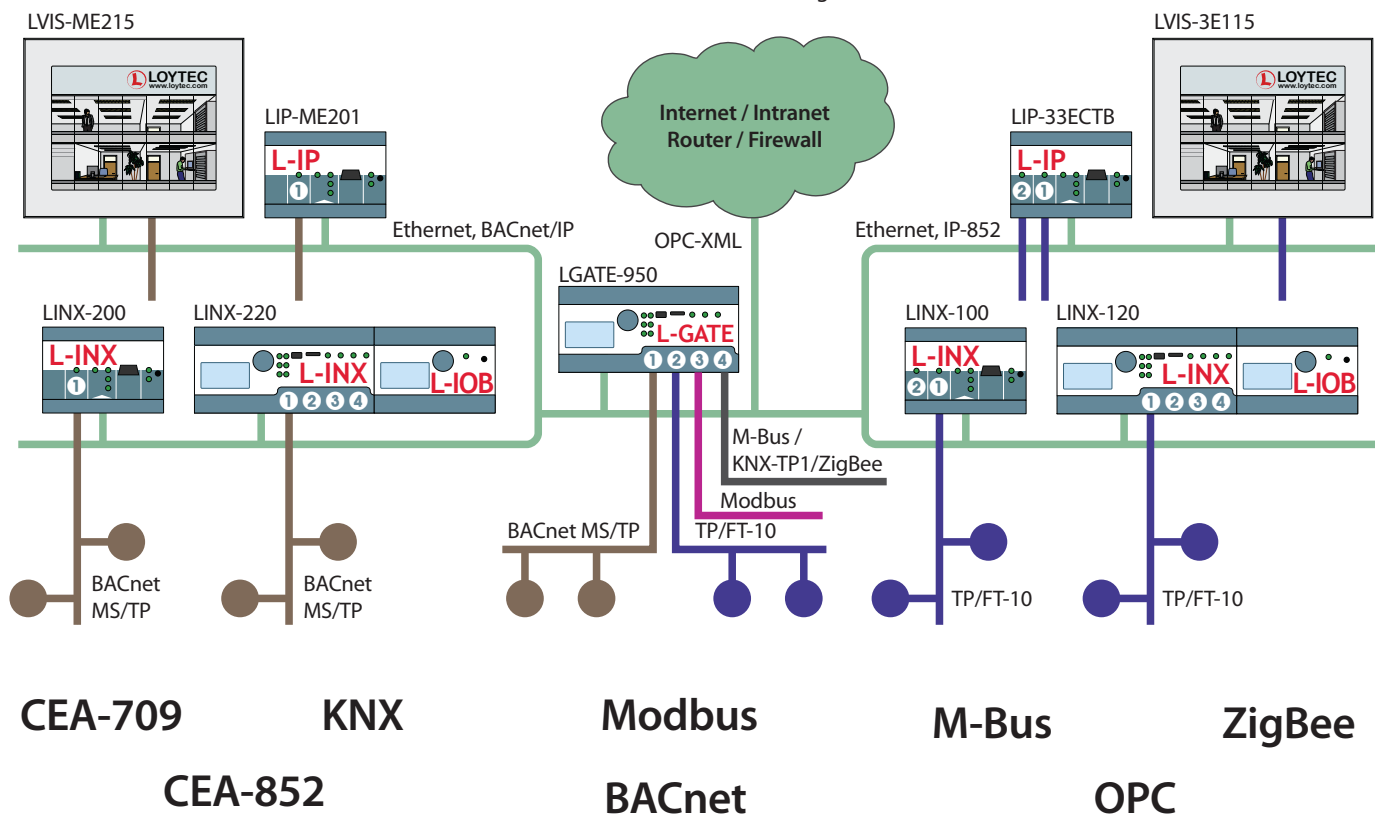 LVIS-ME215
LVIS-3E115
LOYTEC
www.loytec.com
LOYTEC
www.loytec.com
LIP-ME201
L-IP
1
Internet / Intranet
Router / Firewall
LIP-33ECTB
L-IP
2 1
Ethernet, BACnet/IP
OPC-XML
Ethernet, IP-852
LGATE-950
L-GATE
1 2 3 4
LINX-200
L-INX
1
LINX-220
L-INX
1 2 3 4
L-IOB
LINX-100
L-INX
2 1
LINX-120
L-INX
1 2 3 4
L-IOB
M-Bus /
KNX-TP1/ZigBee
Modbus
BACnet MS/TP
TP/FT-10
BACnet
MS/TP
BACnet
MS/TP
TP/FT-10
TP/FT-10
CEA-709
KNX
Modbus
M-Bus
ZigBee
CEA-852
BACnet
OPC